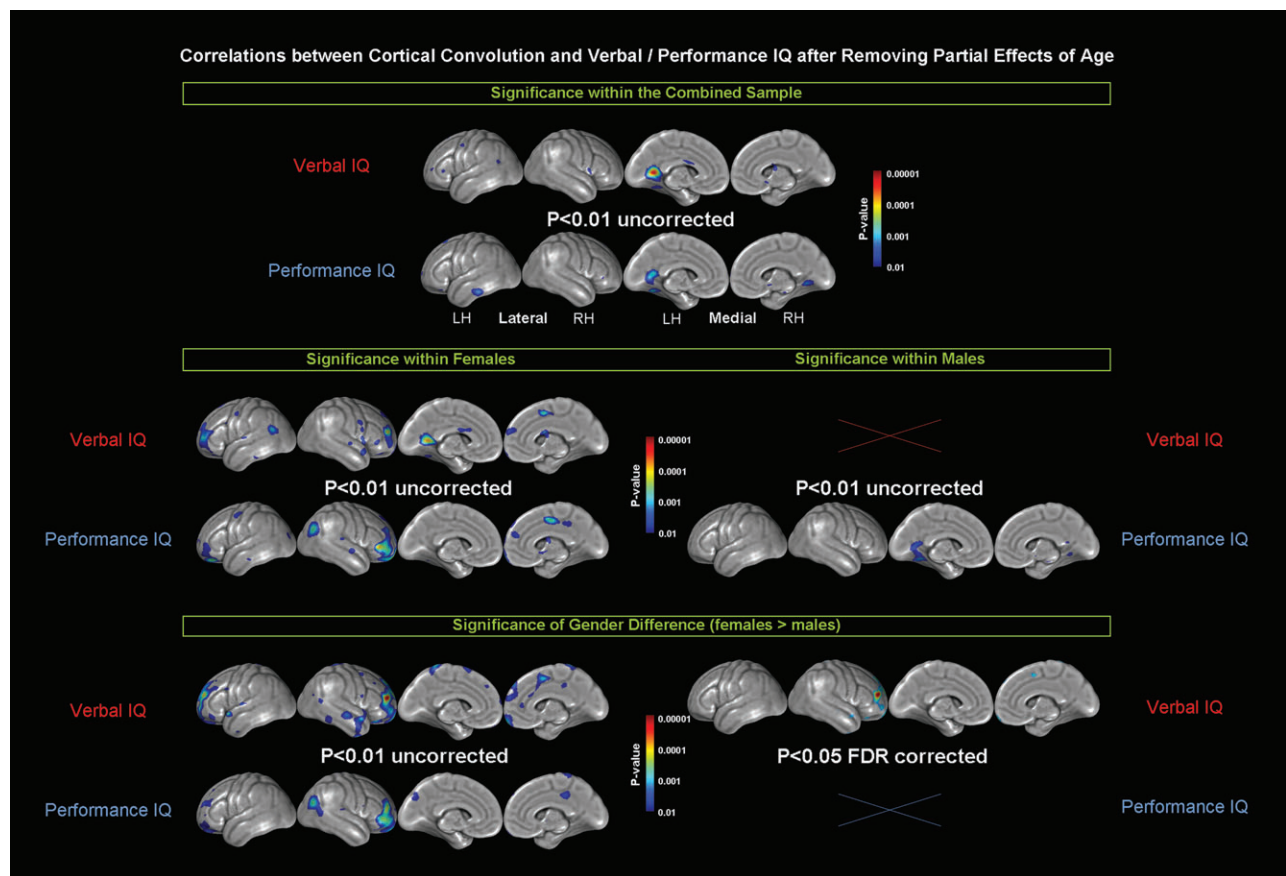 Correlations between Cortical Convolution and Verbal / Performance IQ after Removing Partial Effects of Age
Significance within the Combined Sample
Verbal IQ
P<0.01 uncorrected
Performance IQ
LH Lateral RH LH Medial RH
P-value
0.00001
0.0001
0.001
0.01
Significance within Females
Significance within Males
Verbal IQ
P<0.01 uncorrected
Performance IQ
P-value
0.00001
0.0001
0.001
0.01
Verbal IQ
P<0.01 uncorrected
Performance IQ
Significance of Gender Difference (females > males)
Verbal IQ
P<0.01 uncorrected
Performance IQ
P-value
0.00001
0.0001
0.001
0.01
Verbal IQ
P<0.05 FDR corrected
Performance IQ